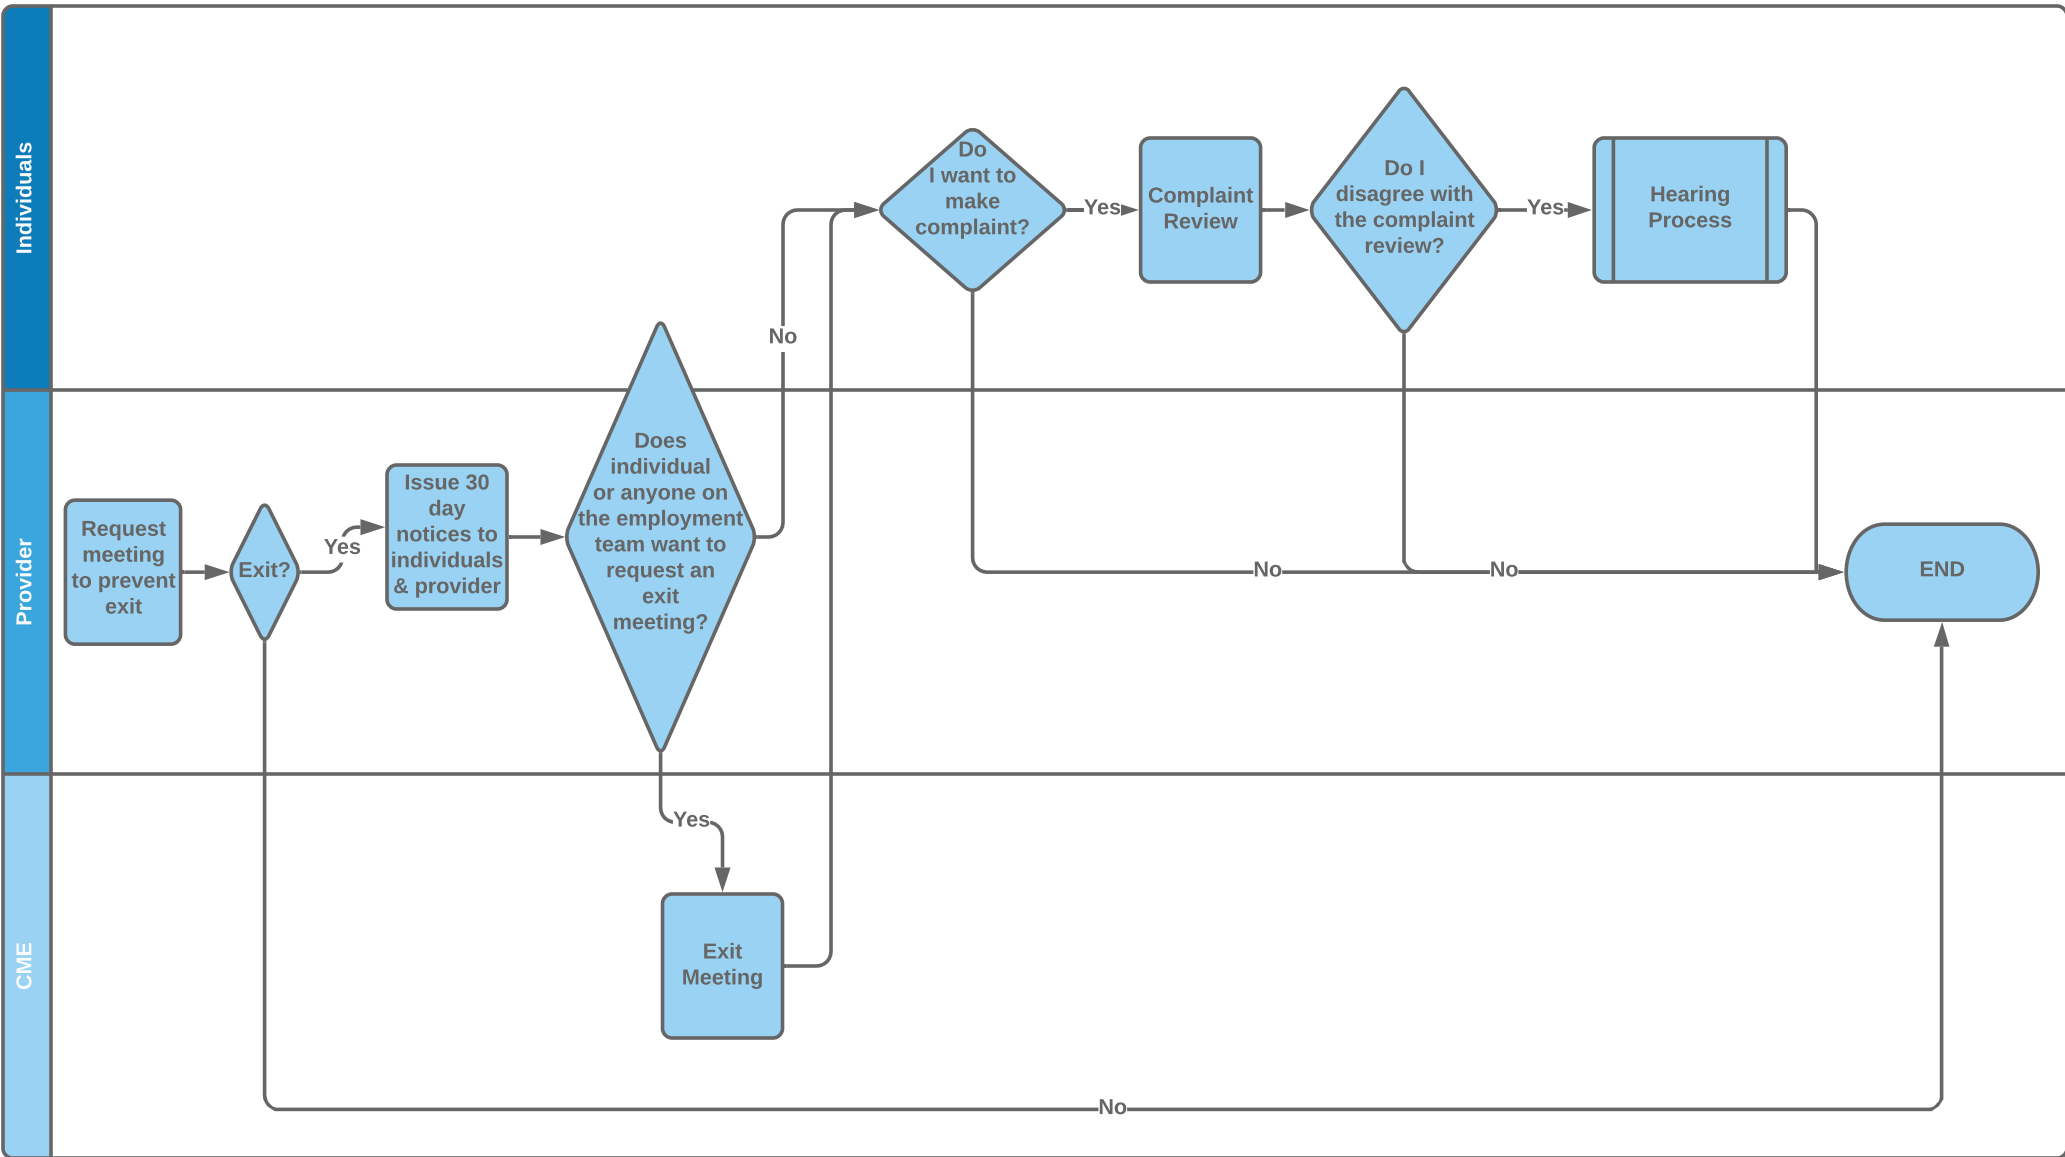 Individuals
Do
I want to
make
complaint?
Yes
Complaint
Review
Do I
disagree with
the complaint
review?
Yes
Hearing
Process
No
Provider
Request
meeting
to prevent
exit
Exit?
Yes
Issue 30
day
notices to
individuals
& provider
Does
individual
or anyone on
the employment
team want to
request an
exit
meeting?
No
No
END
CME
Yes
Exit
Meeting
No